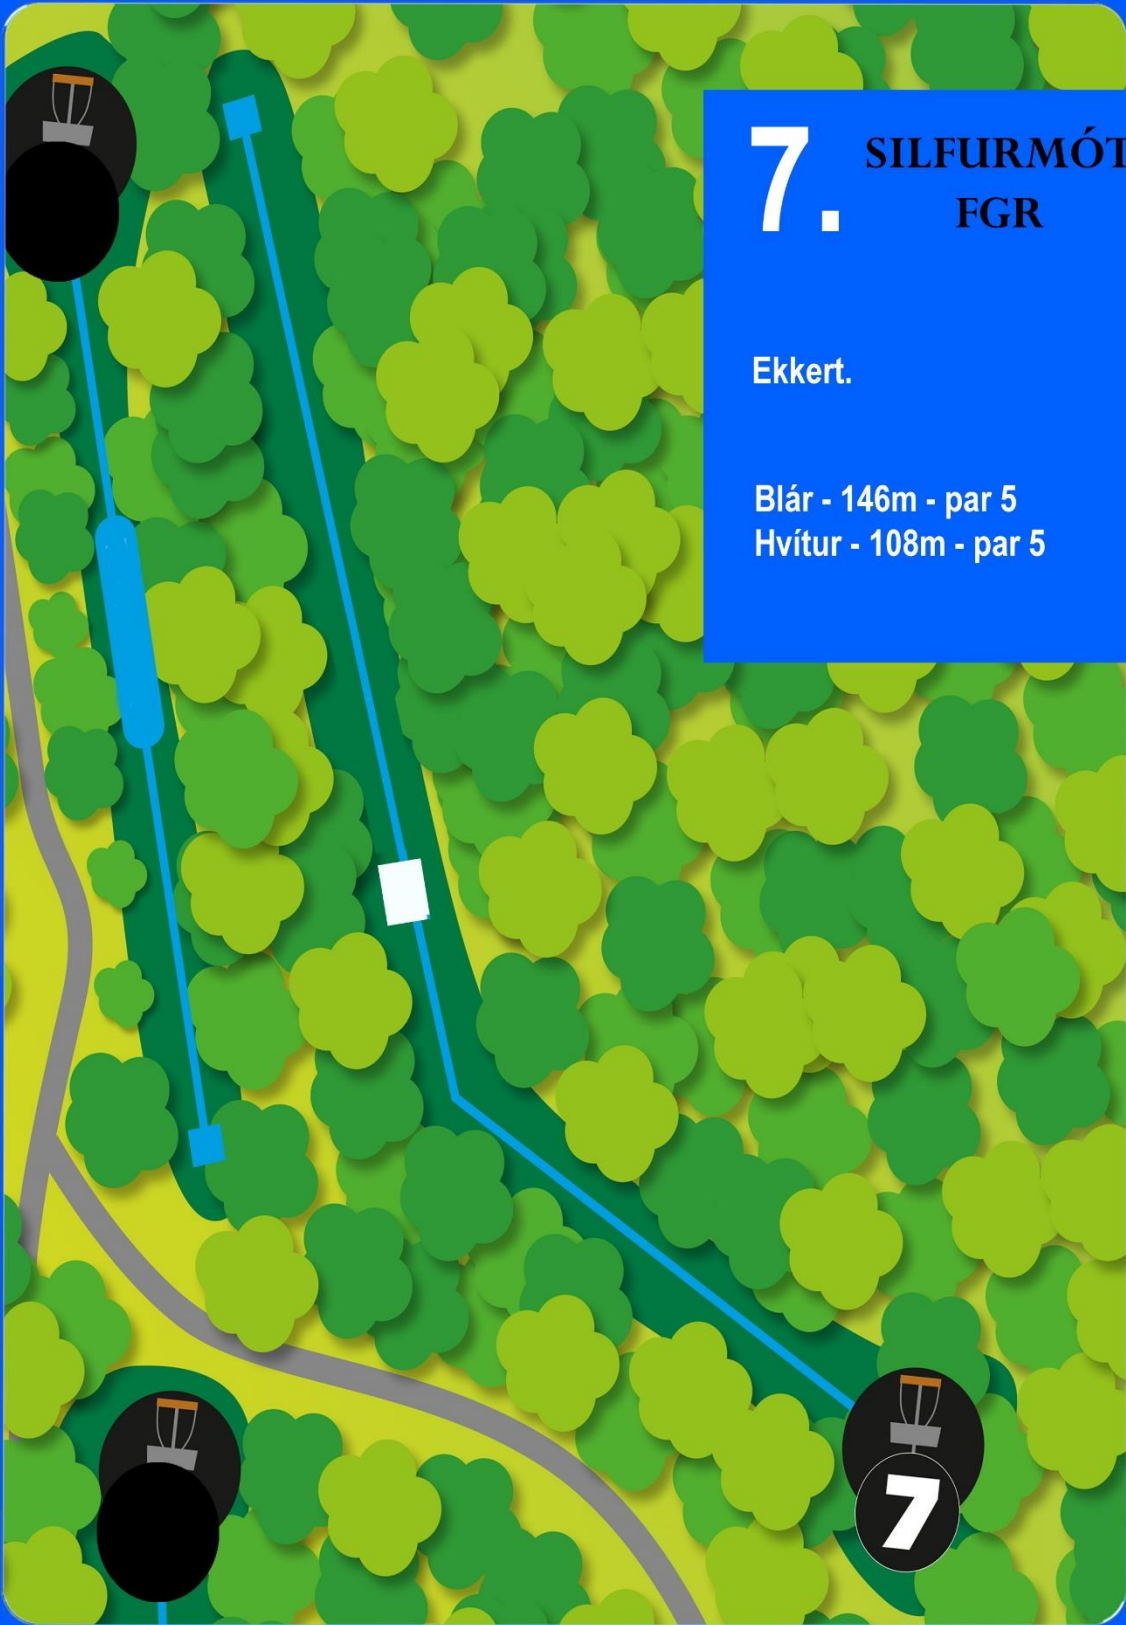 7.
SILFURMÓT
FGR
Ekkert.
Blár - 146m - par 5
Hvítur - 108m - par 5
7